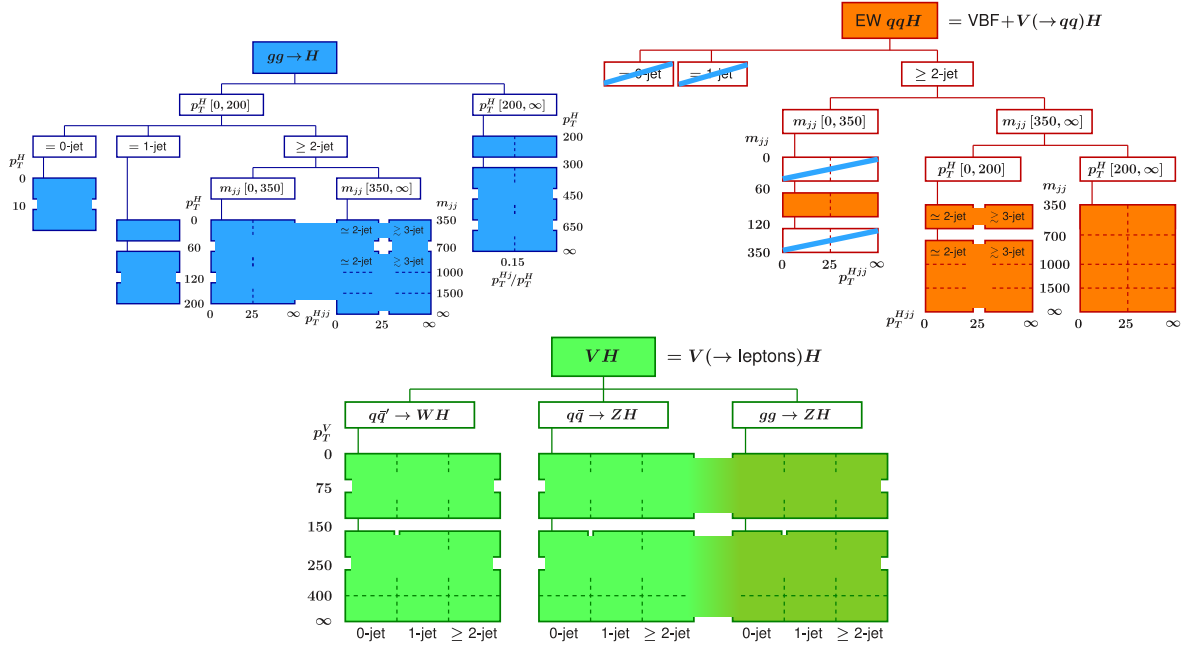 gg → H
p_T^H [0, 200]
p_T^H [200, ∞]
= 0-jet
= 1-jet
≥ 2-jet
m_jj [0, 350]
m_jj [350, ∞]
p_T^H
0
10
p_T^H
0
60
120
200
m_jj
350
700
1000
1500
∞
≃ 2-jet
≳ 3-jet
≃ 2-jet
≳ 3-jet
0
25
∞
p_T^Hjj
0
25
∞
p_T^H
200
300
450
650
∞
0.15
p_T^Hj/p_T^H
EW qqH
= VBF+V(→qq)H
= 0-jet
= 1-jet
≥ 2-jet
m_jj [0, 350]
m_jj [350, ∞]
m_jj
0
60
120
350
0
25
∞
p_T^Hjj
p_T^H [0, 200]
p_T^H [200, ∞]
m_jj
350
700
1000
1500
∞
≃ 2-jet
≳ 3-jet
≃ 2-jet
≳ 3-jet
p_T^Hjj
0
25
∞
0
25
∞
VH
= V(→ leptons)H
qq̄′ → WH
qq̄ → ZH
gg → ZH
p_T^V
0
75
150
250
400
∞
0-jet
1-jet
≥ 2-jet
0-jet
1-jet
≥ 2-jet
0-jet
1-jet
≥ 2-jet